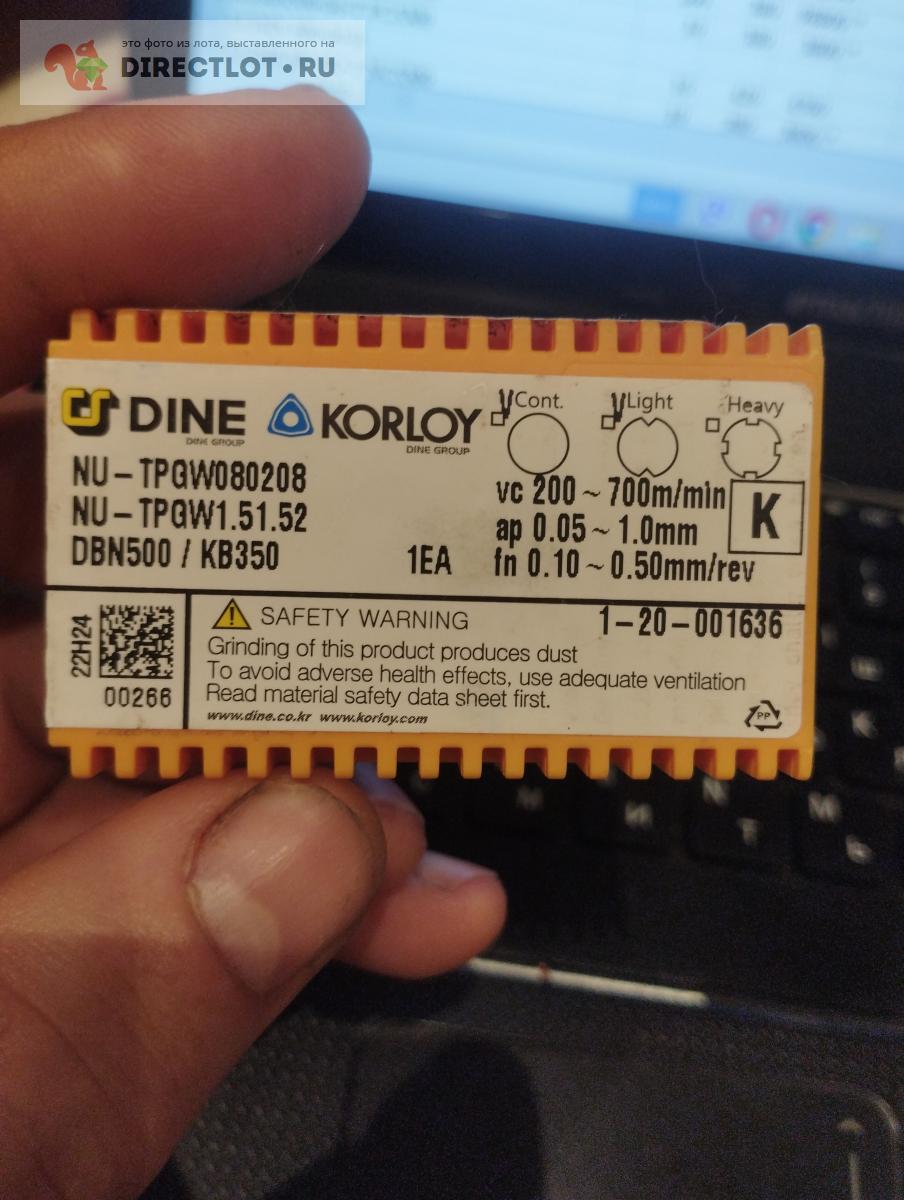 это фото из лота, выставленного на
DIRECTLOT•RU
DINE
DINE GROUP
KORLOY
DINE GROUP
Cont.
Light
Heavy
NU-TPGW080208
NU-TPGW1.51.52
DBN500 / KB350
1EA
vc 200 ~ 700m/min
ap 0.05 ~ 1.0mm
fn 0.10 ~ 0.50mm/rev
K
22H24
00266
SAFETY WARNING
1-20-001636
Grinding of this product produces dust
To avoid adverse health effects, use adequate ventilation
Read material safety data sheet first.
www.dine.co.kr www.korloy.com
PP